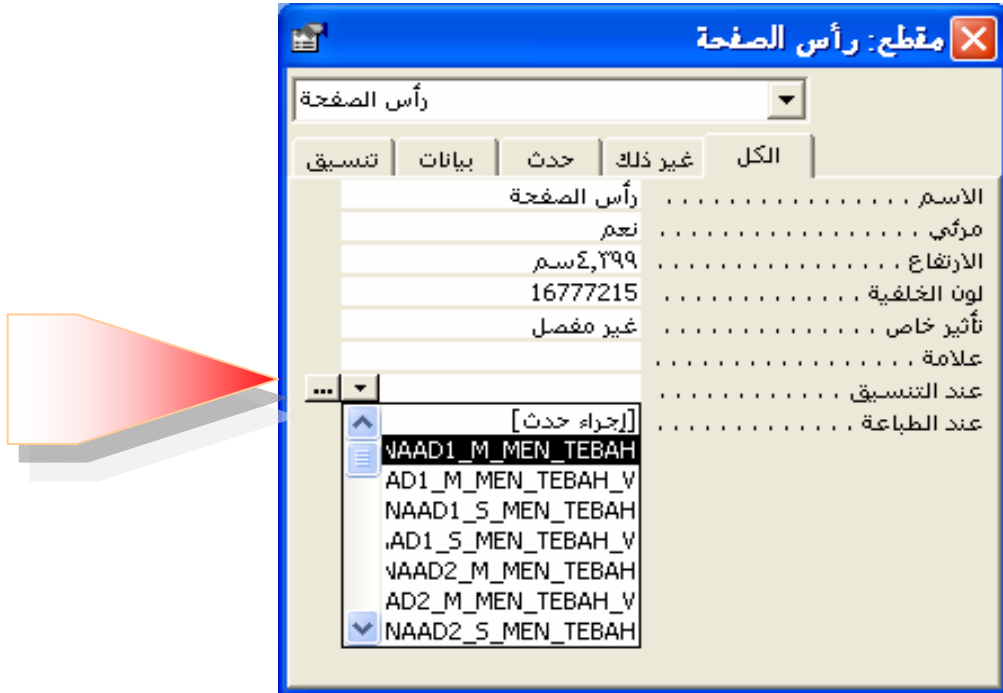 مقطع: رأس الصفحة
رأس الصفحة
الكل غير ذلك حدث بيانات تنسيق
الاسم . . . . . . . . . . . . . . . . رأس الصفحة
مرئي . . . . . . . . . . . . . . . . . نعم
الارتفاع . . . . . . . . . . . . . . . ٤,٢٩٩سم
لون الخلفية . . . . . . . . . . . . . 16777215
تأثير خاص . . . . . . . . . . . . . . غير مفصل
علامة . . . . . . . . . . . . . . . .
عند التنسيق . . . . . . . . . . . . ...
عند الطباعة . . . . . . . . . . . . .
[إجراء حدث]
NAAD1_M_MEN_TEBAH
AD1_M_MEN_TEBAH_V
NAAD1_S_MEN_TEBAH
AD1_S_MEN_TEBAH_V
NAAD2_M_MEN_TEBAH
AD2_M_MEN_TEBAH_V
NAAD2_S_MEN_TEBAH